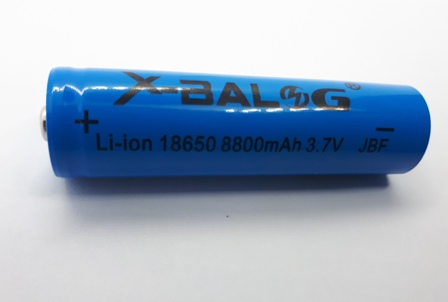 X-BALOG®
+ −
Li-ion 18650 8800mAh 3.7V JBF